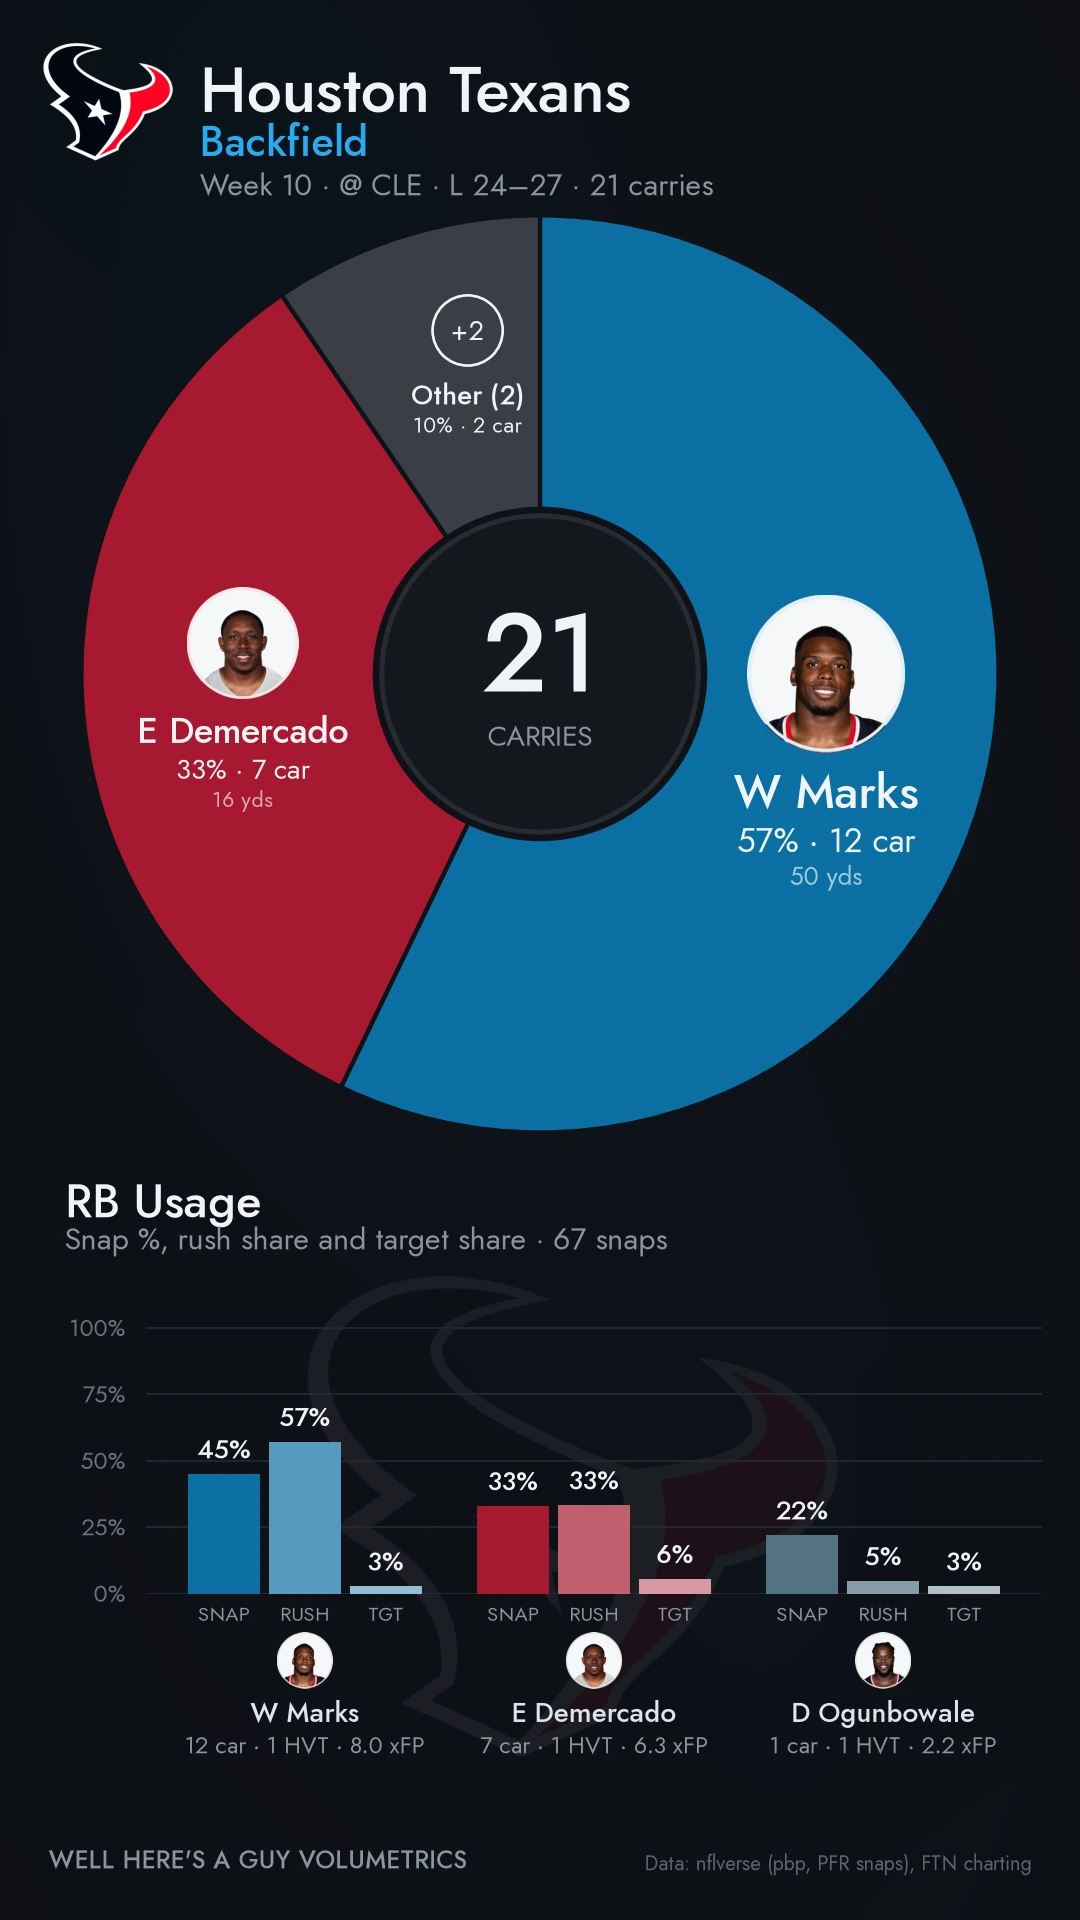 Houston Texans
Backfield
Week 10 · @ CLE · L 24–27 · 21 carries
+2
Other (2)
10% · 2 car
E Demercado
33% · 7 car
16 yds
21
CARRIES
W Marks
57% · 12 car
50 yds
RB Usage
Snap %, rush share and target share · 67 snaps
100%
75%
50%
25%
0%
45% 57% 3%
33% 33% 6%
22% 5% 3%
SNAP RUSH TGT SNAP RUSH TGT SNAP RUSH TGT
W Marks
12 car · 1 HVT · 8.0 xFP
E Demercado
7 car · 1 HVT · 6.3 xFP
D Ogunbowale
1 car · 1 HVT · 2.2 xFP
WELL HERE'S A GUY VOLUMETRICS
Data: nflverse (pbp, PFR snaps), FTN charting